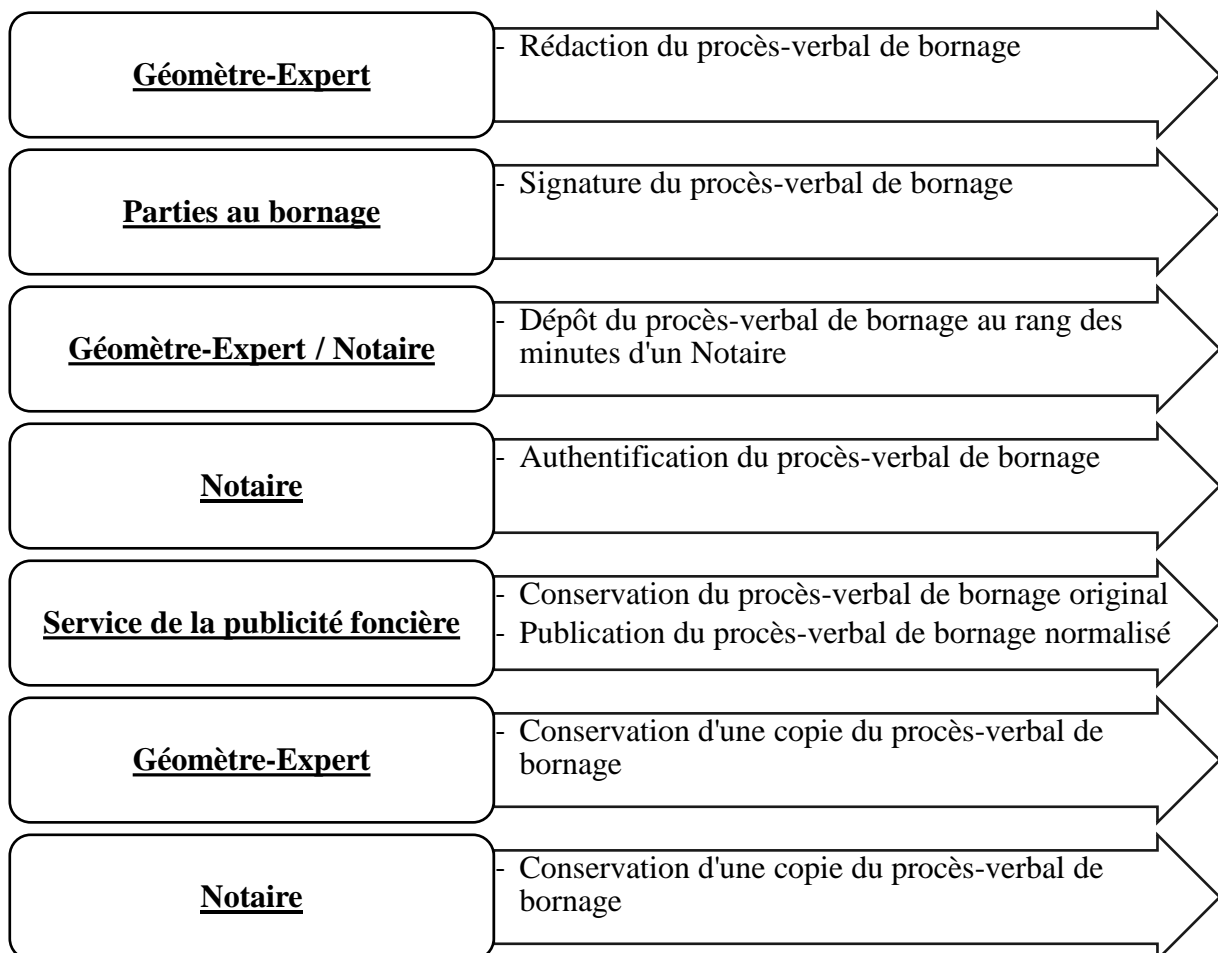 Géomètre-Expert
- Rédaction du procès-verbal de bornage
Parties au bornage
- Signature du procès-verbal de bornage
Géomètre-Expert / Notaire
- Dépôt du procès-verbal de bornage au rang des
minutes d'un Notaire
Notaire
- Authentification du procès-verbal de bornage
Service de la publicité foncière
- Conservation du procès-verbal de bornage original
- Publication du procès-verbal de bornage normalisé
Géomètre-Expert
- Conservation d'une copie du procès-verbal de
bornage
Notaire
- Conservation d'une copie du procès-verbal de
bornage